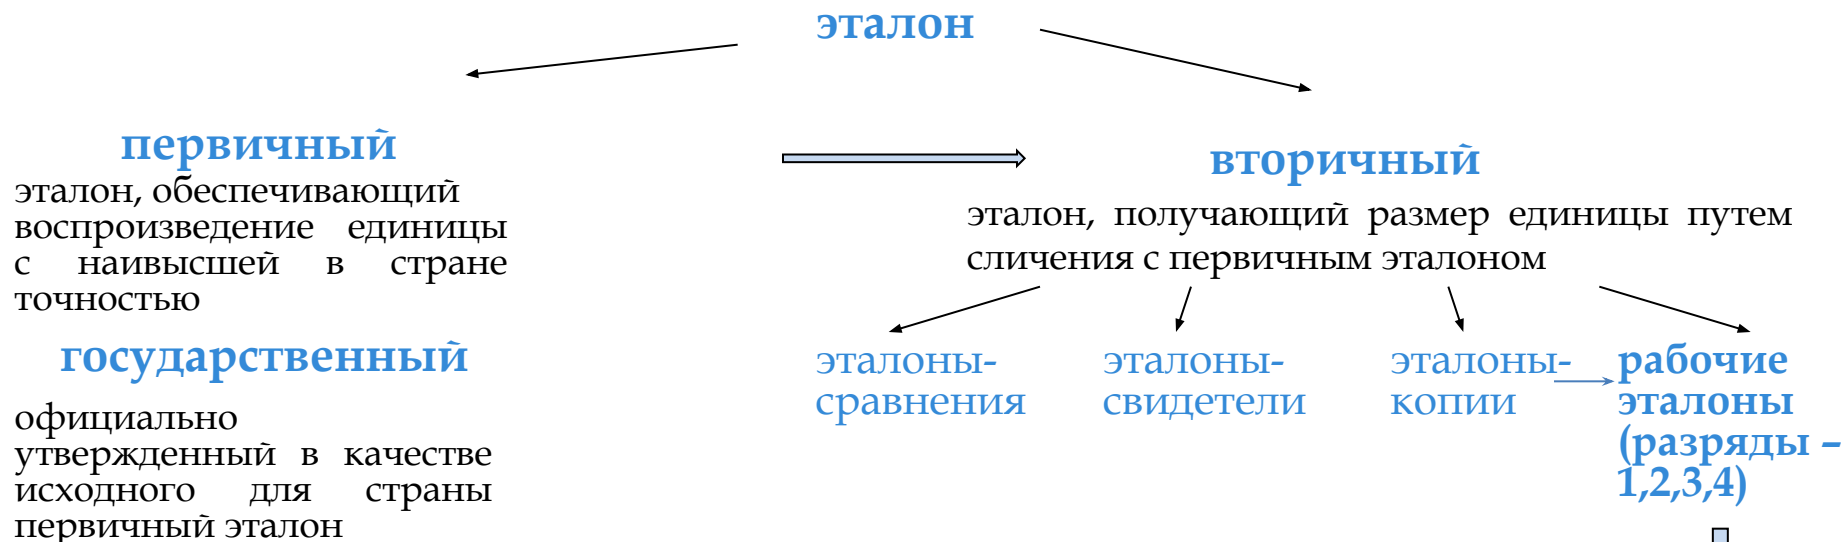 эталон
первичный
эталон, обеспечивающий
воспроизведение единицы
с наивысшей в стране
точностью
государственный
официально
утвержденный в качестве
исходного для страны
первичный эталон
вторичный
эталон, получающий размер единицы путем
сличения с первичным эталоном
эталоны-
сравнения
эталоны-
свидетели
эталоны-
копии
рабочие
эталоны
(разряды –
1,2,3,4)